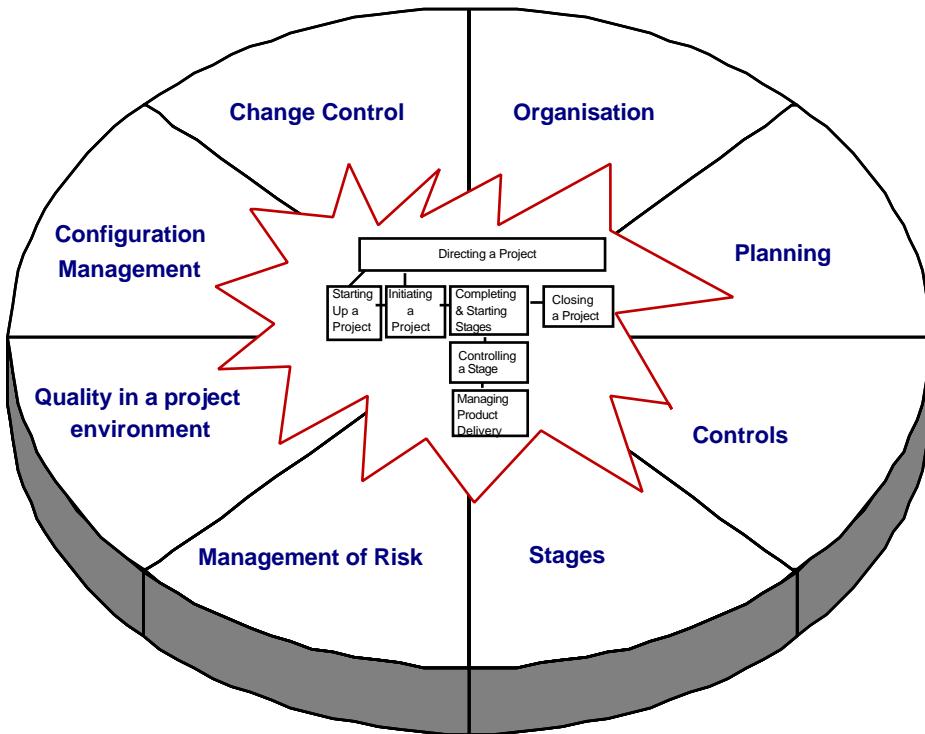 Change Control
Organisation
Configuration
Management
Planning
Directing a Project
Starting
Up a
Project
Initiating
a
Project
Completing
& Starting
Stages
Closing
a Project
Controlling
a Stage
Managing
Product
Delivery
Quality in a project
environment
Controls
Management of Risk
Stages